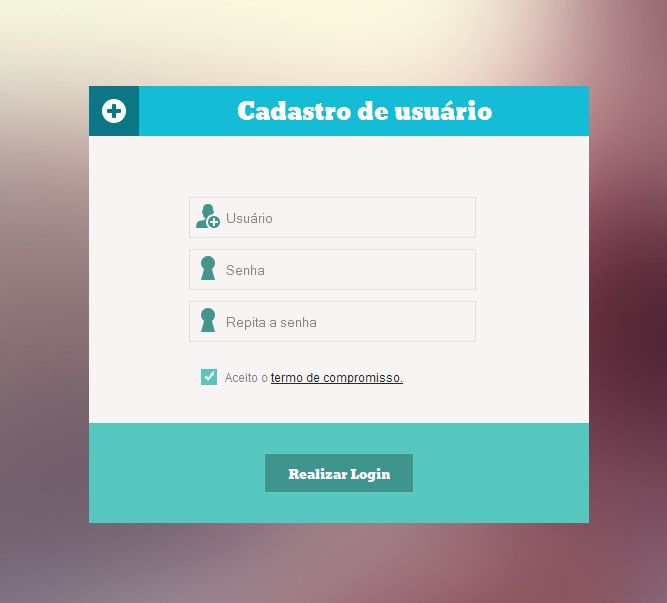 Cadastro de usuário
Usuário
Senha
Repita a senha
Aceito o termo de compromisso.
Realizar Login